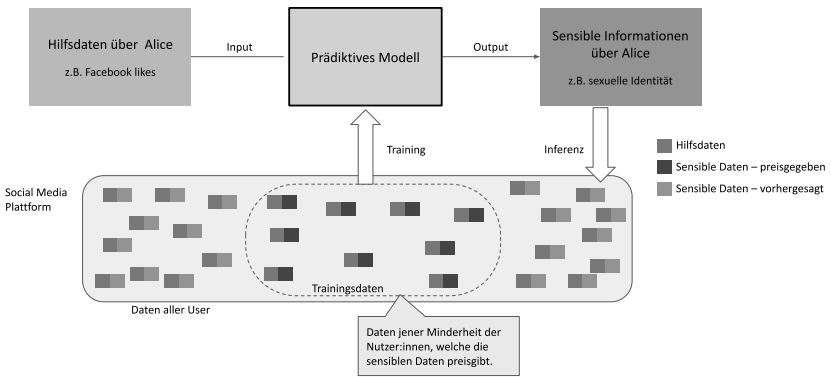 Hilfsdaten über Alice
z.B. Facebook likes
Input
Prädiktives Modell
Output
Sensible Informationen
über Alice
z.B. sexuelle Identität
Training
Inferenz
Hilfsdaten
Sensible Daten – preisgegeben
Sensible Daten – vorhergesagt
Social Media
Plattform
Trainingsdaten
Daten aller User
Daten jener Minderheit der
Nutzer:innen, welche die
sensiblen Daten preisgibt.